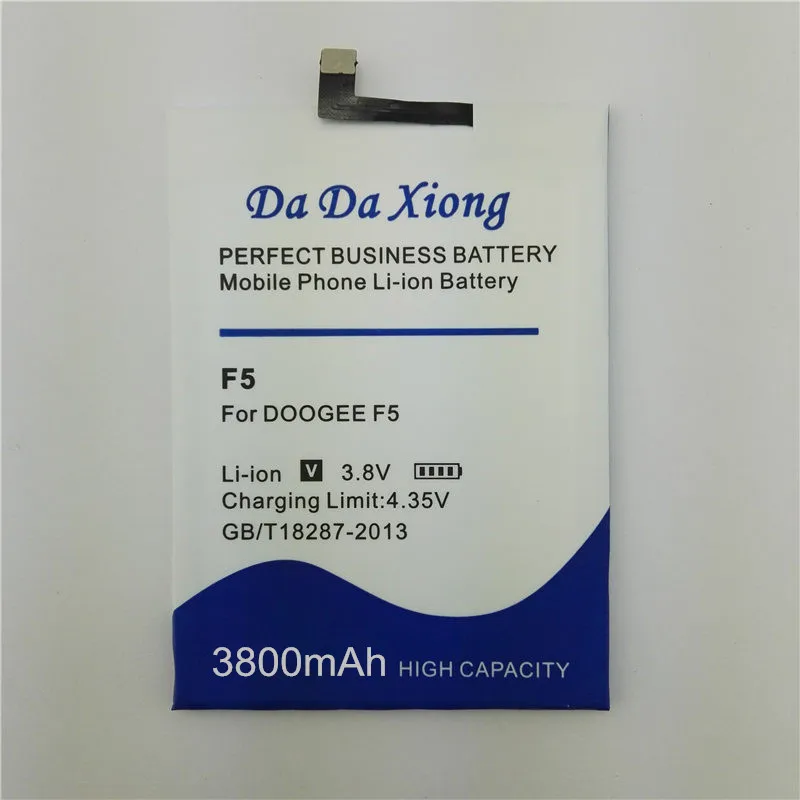 Da Da Xiong
PERFECT BUSINESS BATTERY
Mobile Phone Li-ion Battery
F5
For DOOGEE F5
Li-ion V 3.8V
Charging Limit:4.35V
GB/T18287-2013
3800mAh HIGH CAPACITY